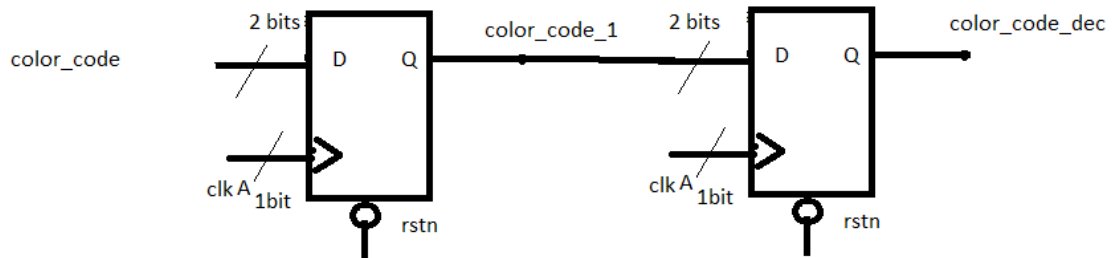 2 bits
color_code
D
Q
clk A
1bit
rstn
color_code_1
2 bits
D
Q
clk A
1bit
rstn
color_code_dec